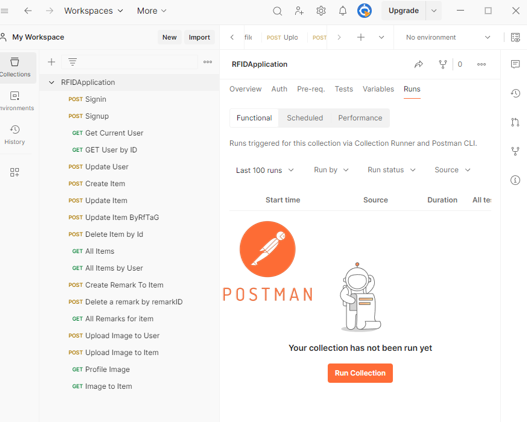 Workspaces
More
Upgrade
My Workspace
New
Import
POST Uplo
POST
No environment
Collections
History
RFIDApplication
POST Signin
POST Signup
GET Get Current User
GET GET User by ID
POST Update User
POST Create Item
POST Update Item
POST Update Item ByRfTaG
POST Delete Item by Id
GET All Items
GET All Items by User
POST Create Remark To Item
POST Delete a remark by remarkID
GET All Remarks for item
POST Upload Image to User
POST Upload Image to Item
GET Profile Image
GET Image to Item
RFIDApplication
0
Overview Auth Pre-req. Tests Variables Runs
Functional Scheduled Performance
Runs triggered for this collection via Collection Runner and Postman CLI.
Last 100 runs Run by Run status Source
Start time Source Duration All te
POSTMAN
Your collection has not been run yet
Run Collection